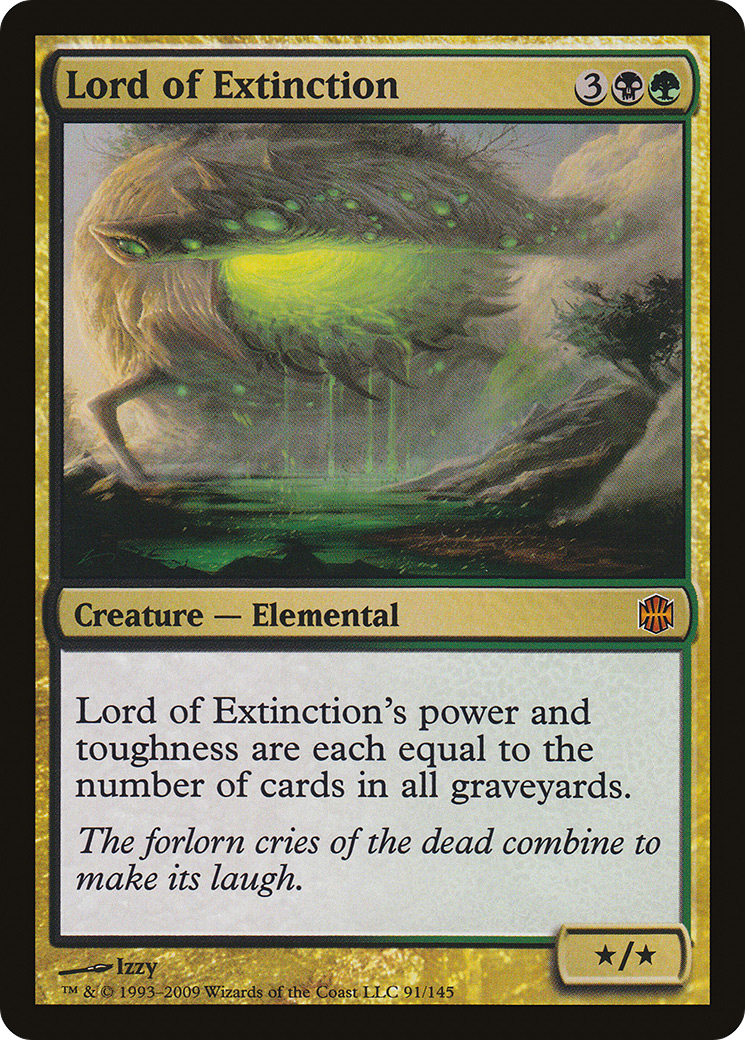 Lord of Extinction 3
Creature — Elemental
Lord of Extinction's power and
toughness are each equal to the
number of cards in all graveyards.
The forlorn cries of the dead combine to
make its laugh.
★/★
Izzy
™ & © 1993–2009 Wizards of the Coast LLC 91/145